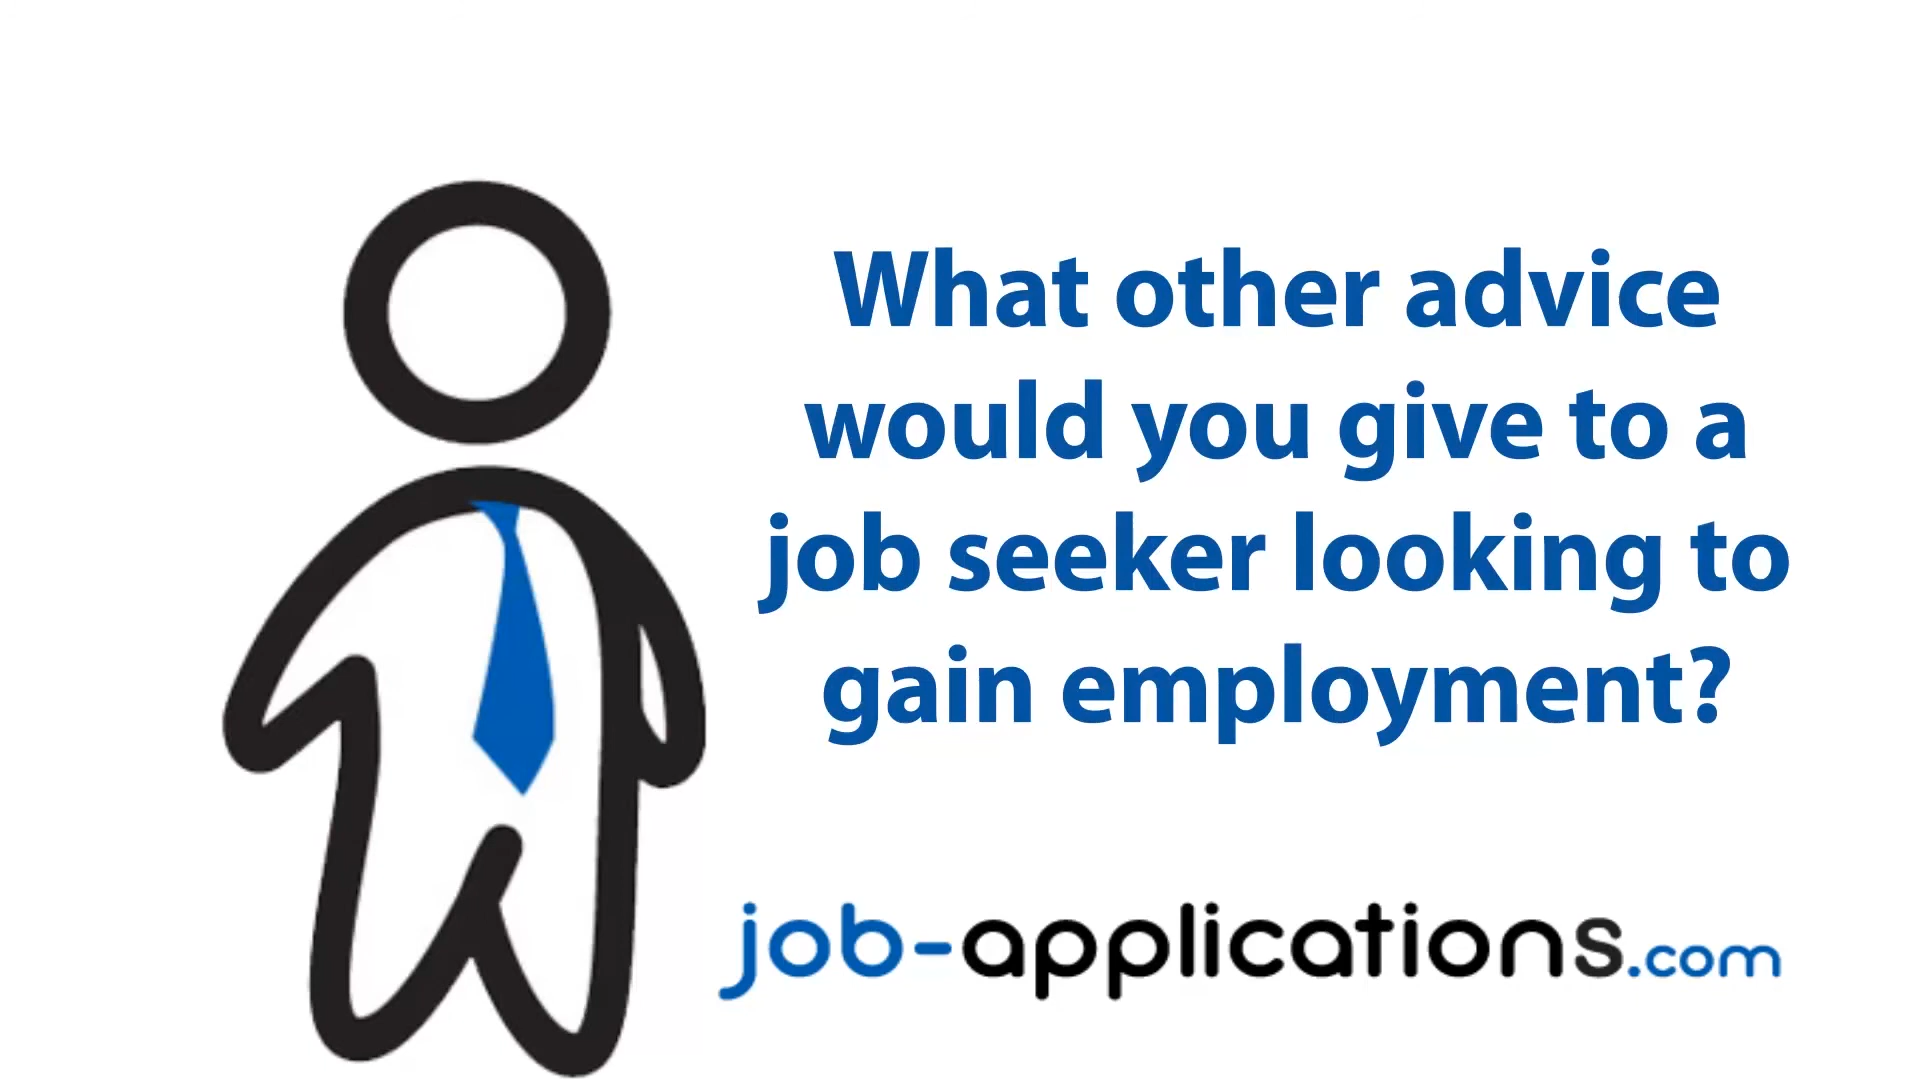 What other advice
would you give to a
job seeker looking to
gain employment?
job-applications.com